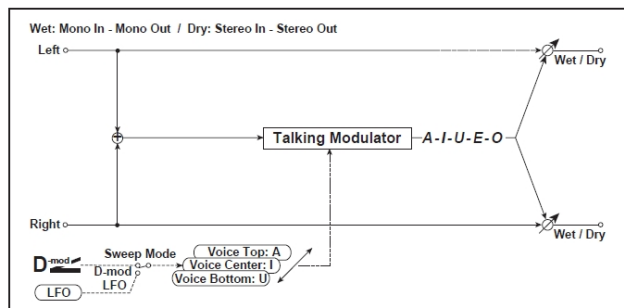 Wet: Mono In - Mono Out / Dry: Stereo In - Stereo Out
Left
Wet / Dry
Talking Modulator
A-I-U-E-O
Right
Wet / Dry
D-mod
Sweep Mode
D-mod
LFO
LFO
Voice Top: A
Voice Center: I
Voice Bottom: U